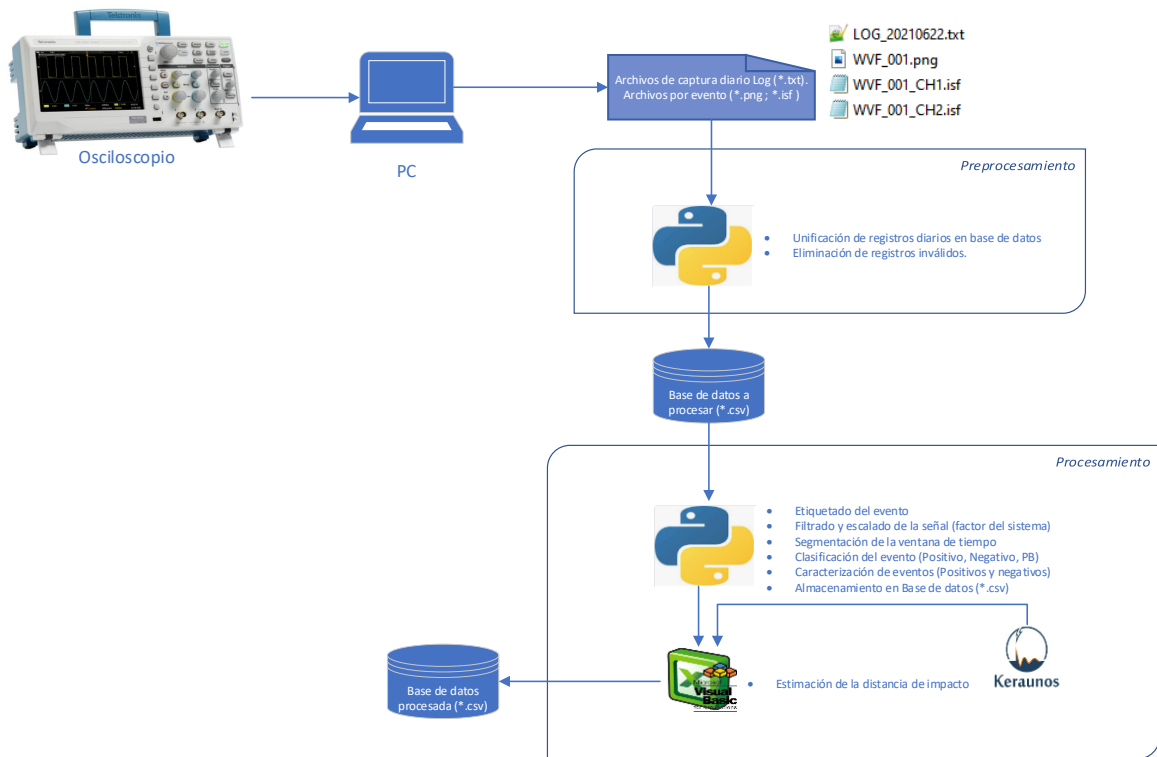 Tektronix
Osciloscopio
PC
Archivos de captura diario Log (*.txt).
Archivos por evento (*.png ; *.isf )
LOG_20210622.txt
WVF_001.png
WVF_001_CH1.isf
WVF_001_CH2.isf
Preprocesamiento
Unificación de registros diarios en base de datos
Eliminación de registros inválidos.
Base de datos a
procesar (*.csv)
Procesamiento
Etiquetado del evento
Filtrado y escalado de la señal (factor del sistema)
Segmentación de la ventana de tiempo
Clasificación del evento (Positivo, Negativo, PB)
Caracterización de eventos (Positivos y negativos)
Almacenamiento en Base de datos (*.csv)
Microsoft
Visual
Basic
Estimación de la distancia de impacto
Keraunos
Base de datos
procesada (*.csv)